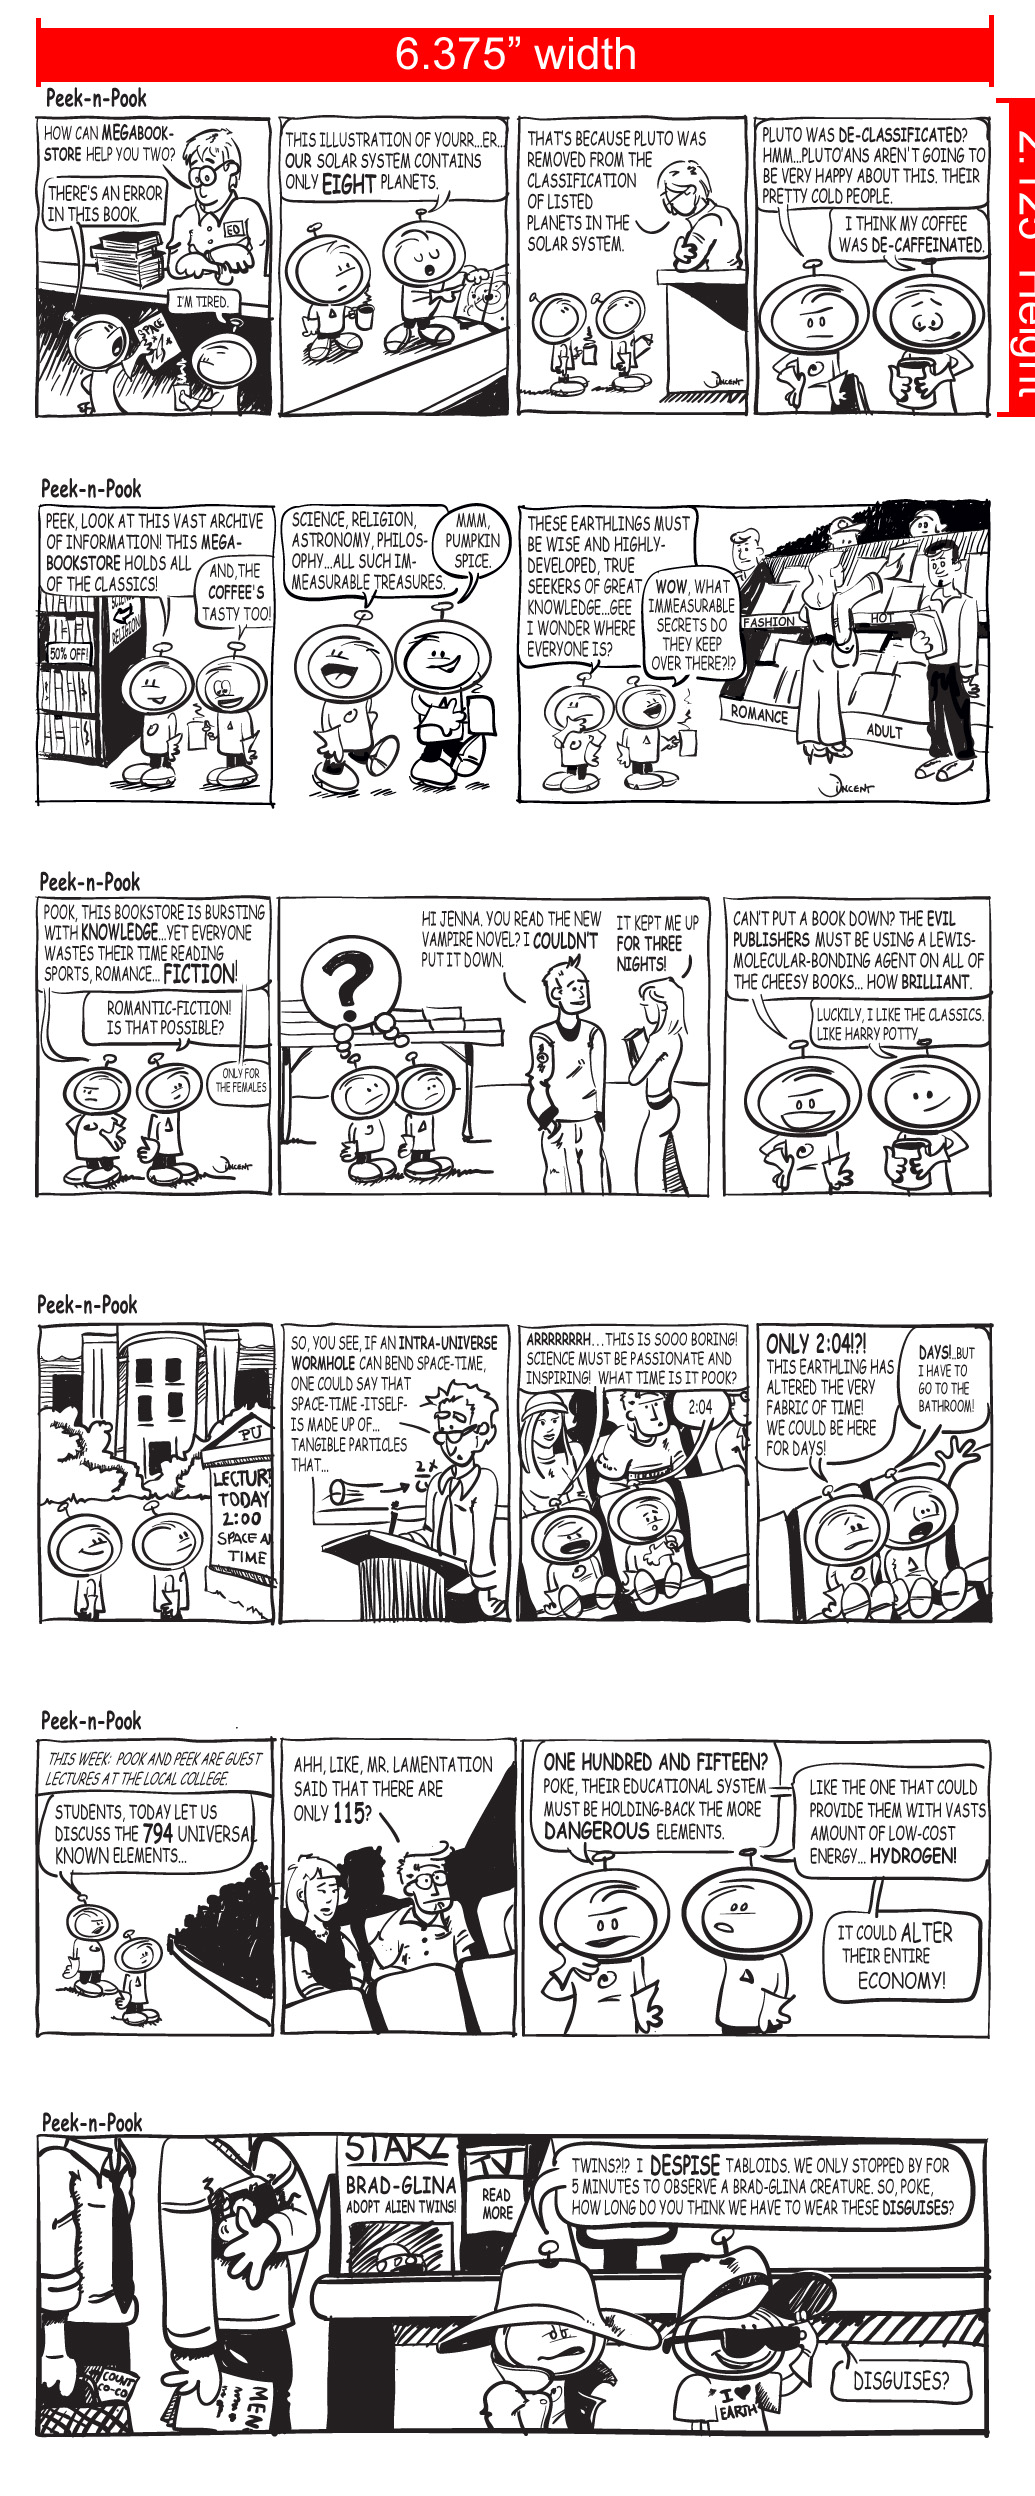 6.375” width
2.125” Height
Peek-n-Pook
HOW CAN MEGABOOK-
STORE HELP YOU TWO?
THERE'S AN ERROR
IN THIS BOOK.
ED
I'M TIRED.
SPACE
THIS ILLUSTRATION OF YOURR...ER...
OUR SOLAR SYSTEM CONTAINS
ONLY EIGHT PLANETS.
THAT'S BECAUSE PLUTO WAS
REMOVED FROM THE
CLASSIFICATION
OF LISTED
PLANETS IN THE
SOLAR SYSTEM.
VINCENT
PLUTO WAS DE-CLASSIFICATED?
HMM...PLUTO'ANS AREN'T GOING TO
BE VERY HAPPY ABOUT THIS. THEIR
PRETTY COLD PEOPLE.
I THINK MY COFFEE
WAS DE-CAFFEINATED.
Peek-n-Pook
PEEK, LOOK AT THIS VAST ARCHIVE
OF INFORMATION! THIS MEGA-
BOOKSTORE HOLDS ALL
OF THE CLASSICS!
AND, THE
COFFEE'S
TASTY TOO!
RELIGION
50% OFF!
SCIENCE, RELIGION,
ASTRONOMY, PHILOS-
OPHY...ALL SUCH IM-
MEASURABLE TREASURES.
MMM,
PUMPKIN
SPICE.
THESE EARTHLINGS MUST
BE WISE AND HIGHLY-
DEVELOPED, TRUE
SEEKERS OF GREAT
KNOWLEDGE...GEE
I WONDER WHERE
EVERYONE IS?
WOW, WHAT
IMMEASURABLE
SECRETS DO
THEY KEEP
OVER THERE?!?
FASHION
HOT
ROMANCE
ADULT
VINCENT
Peek-n-Pook
POOK, THIS BOOKSTORE IS BURSTING
WITH KNOWLEDGE...YET EVERYONE
WASTES THEIR TIME READING
SPORTS, ROMANCE... FICTION!
ROMANTIC-FICTION!
IS THAT POSSIBLE?
ONLY FOR
THE FEMALES
VINCENT
?
HI JENNA. YOU READ THE NEW
VAMPIRE NOVEL? I COULDN'T
PUT IT DOWN.
IT KEPT ME UP
FOR THREE
NIGHTS!
CAN'T PUT A BOOK DOWN? THE EVIL
PUBLISHERS MUST BE USING A LEWIS-
MOLECULAR-BONDING AGENT ON ALL OF
THE CHEESY BOOKS... HOW BRILLIANT.
LUCKILY, I LIKE THE CLASSICS.
LIKE HARRY POTTY.
Peek-n-Pook
PU
LECTUR
TODAY
2:00
SPACE A
TIME
SO, YOU SEE, IF AN INTRA-UNIVERSE
WORMHOLE CAN BEND SPACE-TIME,
ONE COULD SAY THAT
SPACE-TIME -ITSELF-
IS MADE UP OF...
TANGIBLE PARTICLES
THAT...
ARRRRRRRH...THIS IS SOOO BORING!
SCIENCE MUST BE PASSIONATE AND
INSPIRING! WHAT TIME IS IT POOK?
2:04
ONLY 2:04!?!
THIS EARTHLING HAS
ALTERED THE VERY
FABRIC OF TIME!
WE COULD BE HERE
FOR DAYS!
DAYS!..BUT
I HAVE TO
GO TO THE
BATHROOM!
Peek-n-Pook
THIS WEEK: POOK AND PEEK ARE GUEST
LECTURES AT THE LOCAL COLLEGE.
STUDENTS, TODAY LET US
DISCUSS THE 794 UNIVERSAL
KNOWN ELEMENTS...
AHH, LIKE, MR. LAMENTATION
SAID THAT THERE ARE
ONLY 115?
ONE HUNDRED AND FIFTEEN?
POKE, THEIR EDUCATIONAL SYSTEM
MUST BE HOLDING-BACK THE MORE
DANGEROUS ELEMENTS.
LIKE THE ONE THAT COULD
PROVIDE THEM WITH VASTS
AMOUNT OF LOW-COST
ENERGY... HYDROGEN!
IT COULD ALTER
THEIR ENTIRE
ECONOMY!
Peek-n-Pook
COUNT
CO-CO
MEN
STARZ
BRAD-GLINA
ADOPT ALIEN TWINS!
TV
READ
MORE
TWINS?!? I DESPISE TABLOIDS. WE ONLY STOPPED BY FOR
5 MINUTES TO OBSERVE A BRAD-GLINA CREATURE. SO, POKE,
HOW LONG DO YOU THINK WE HAVE TO WEAR THESE DISGUISES?
I ♥
EARTH
DISGUISES?